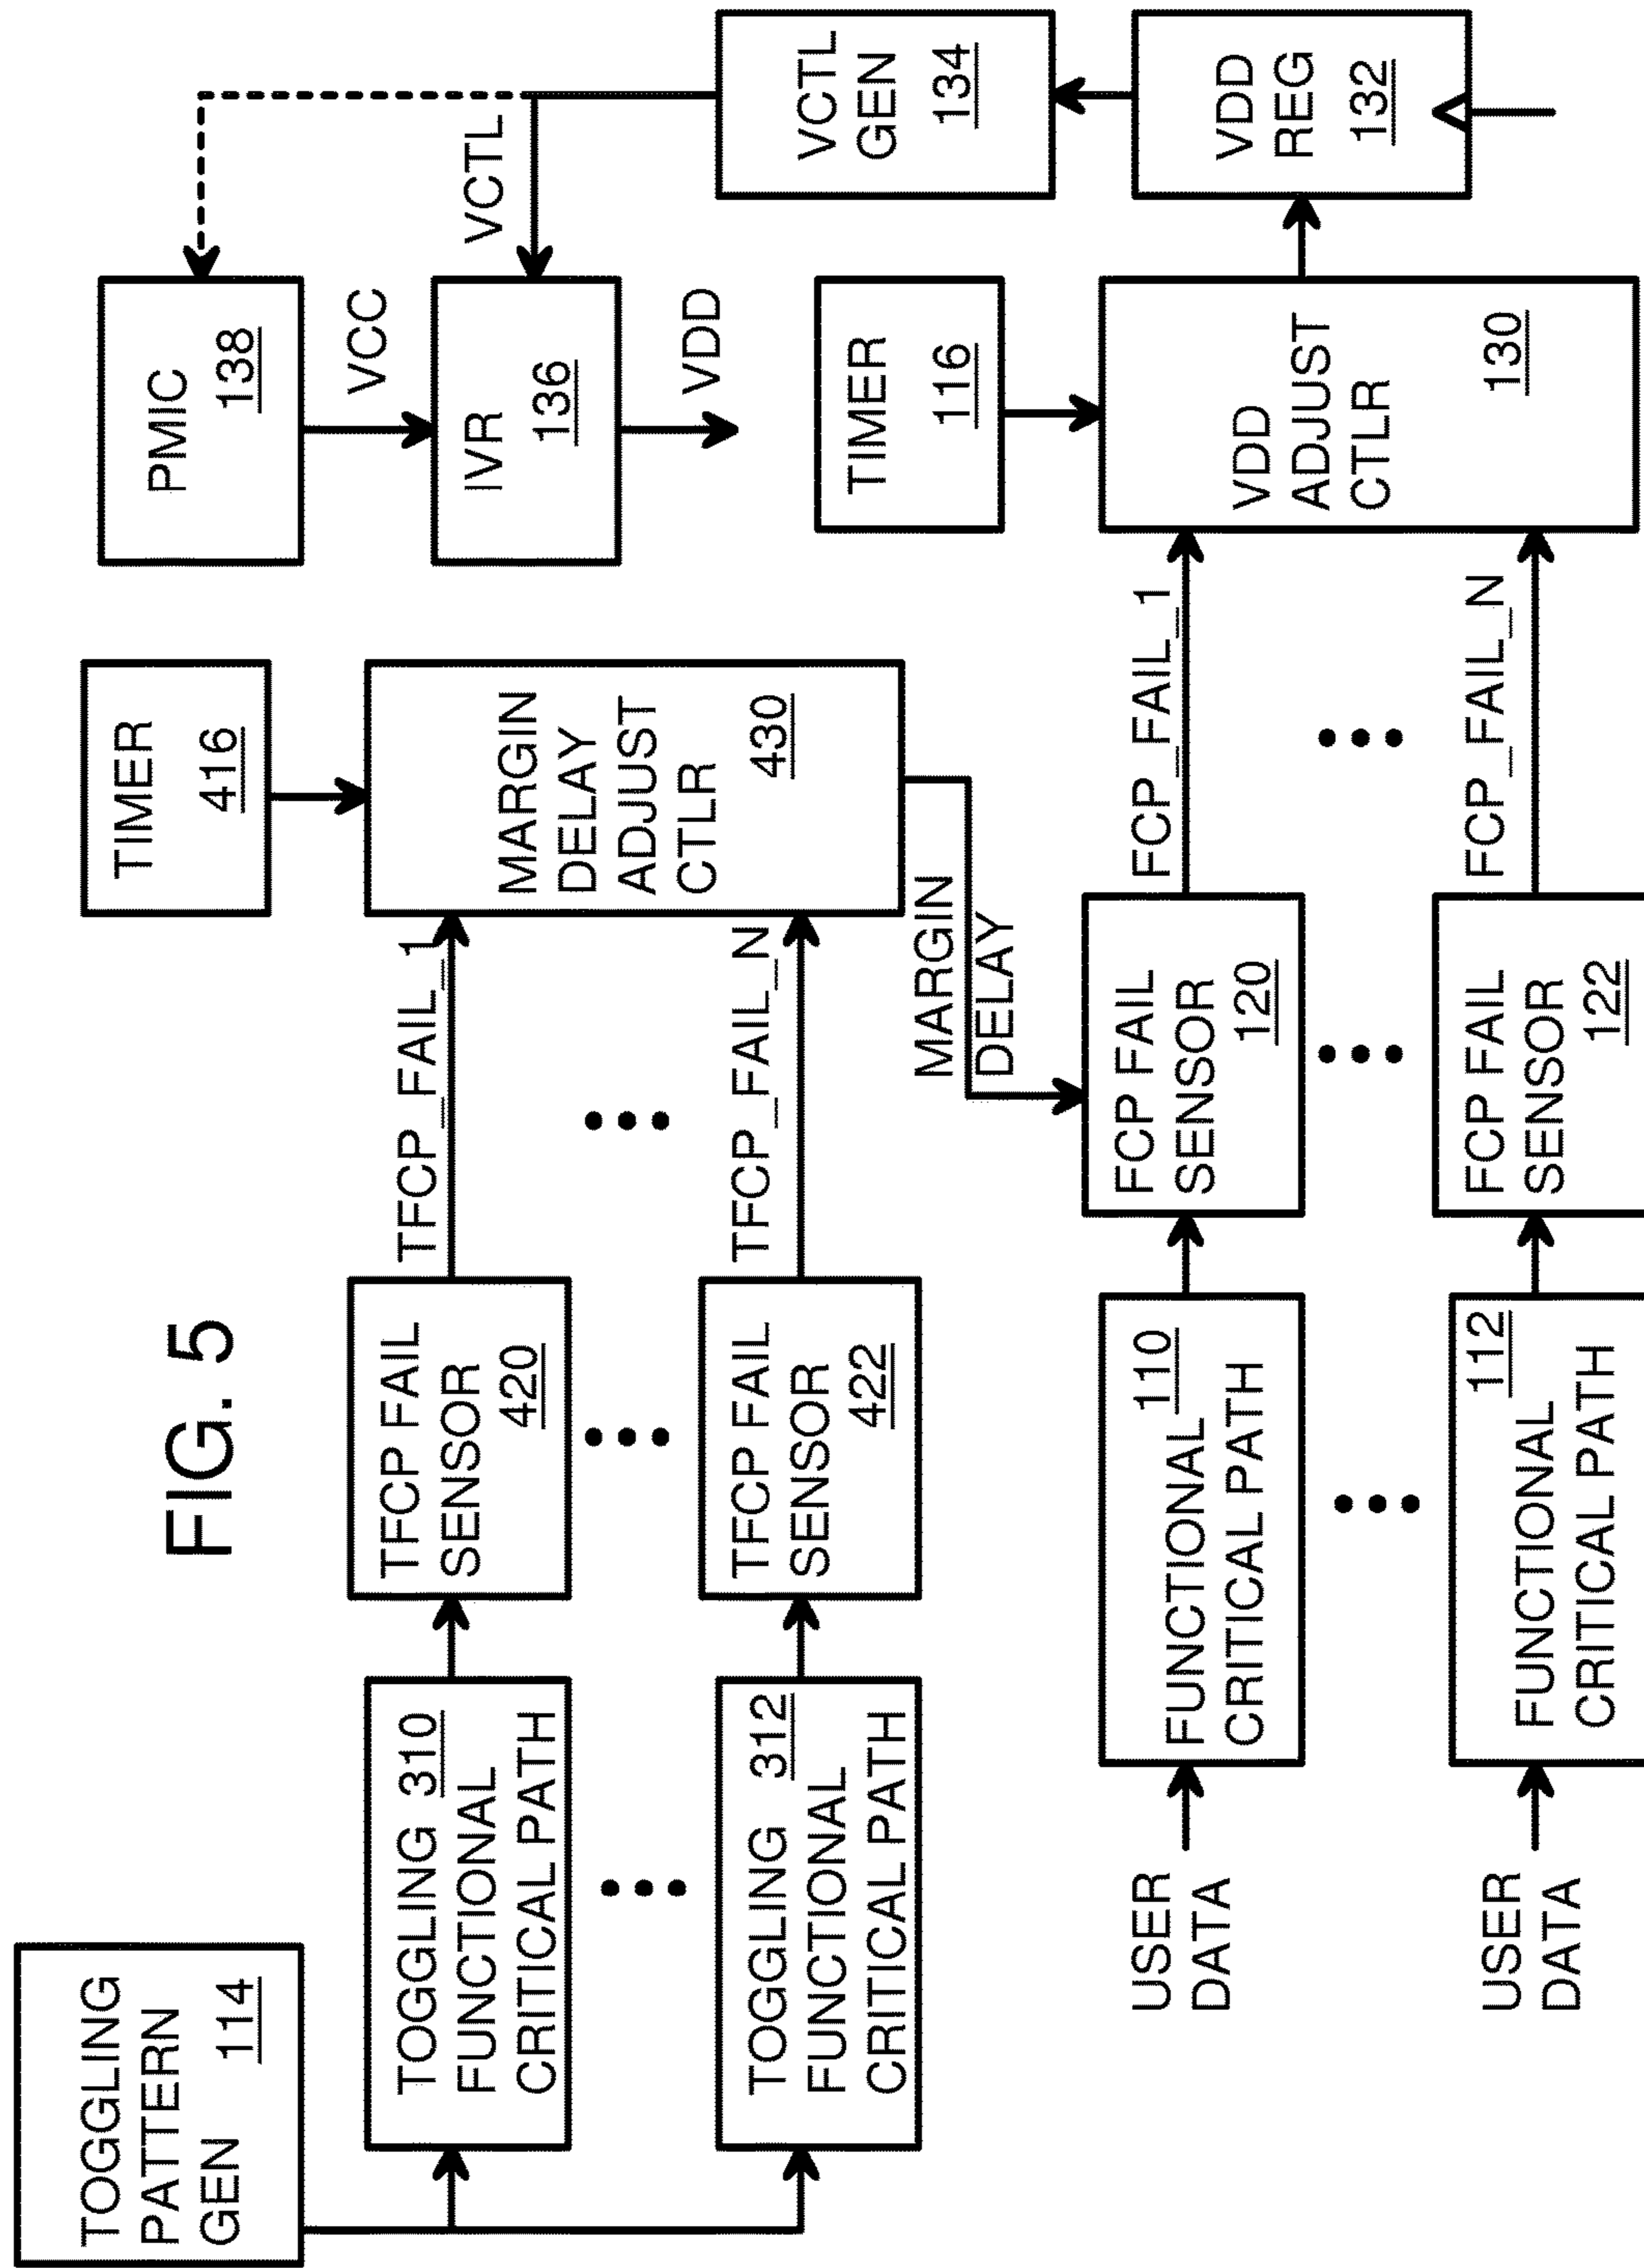 FIG. 5
TOGGLING
PATTERN
GEN 114
TOGGLING 310
FUNCTIONAL
CRITICAL PATH
TOGGLING 312
FUNCTIONAL
CRITICAL PATH
TFCP FAIL
SENSOR
420
TFCP FAIL
SENSOR
422
TFCP_FAIL_1
TFCP_FAIL_N
TIMER
416
MARGIN
DELAY
ADJUST
CTLR 430
MARGIN
DELAY
PMIC
138
VCC
IVR
136
VDD
VCTL
VCTL
GEN
134
TIMER
116
VDD
REG
132
VDD
ADJUST
CTLR
130
USER
DATA
110
FUNCTIONAL
CRITICAL PATH
FCP FAIL
SENSOR
120
FCP_FAIL_1
USER
DATA
112
FUNCTIONAL
CRITICAL PATH
FCP FAIL
SENSOR
122
FCP_FAIL_N